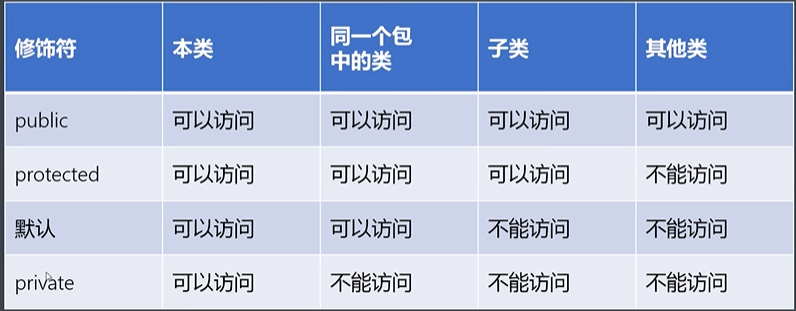 修饰符 本类 同一个包 子类 其他类
中的类
public 可以访问 可以访问 可以访问 可以访问
protected 可以访问 可以访问 可以访问 不能访问
默认 可以访问 可以访问 不能访问 不能访问
private 可以访问 不能访问 不能访问 不能访问